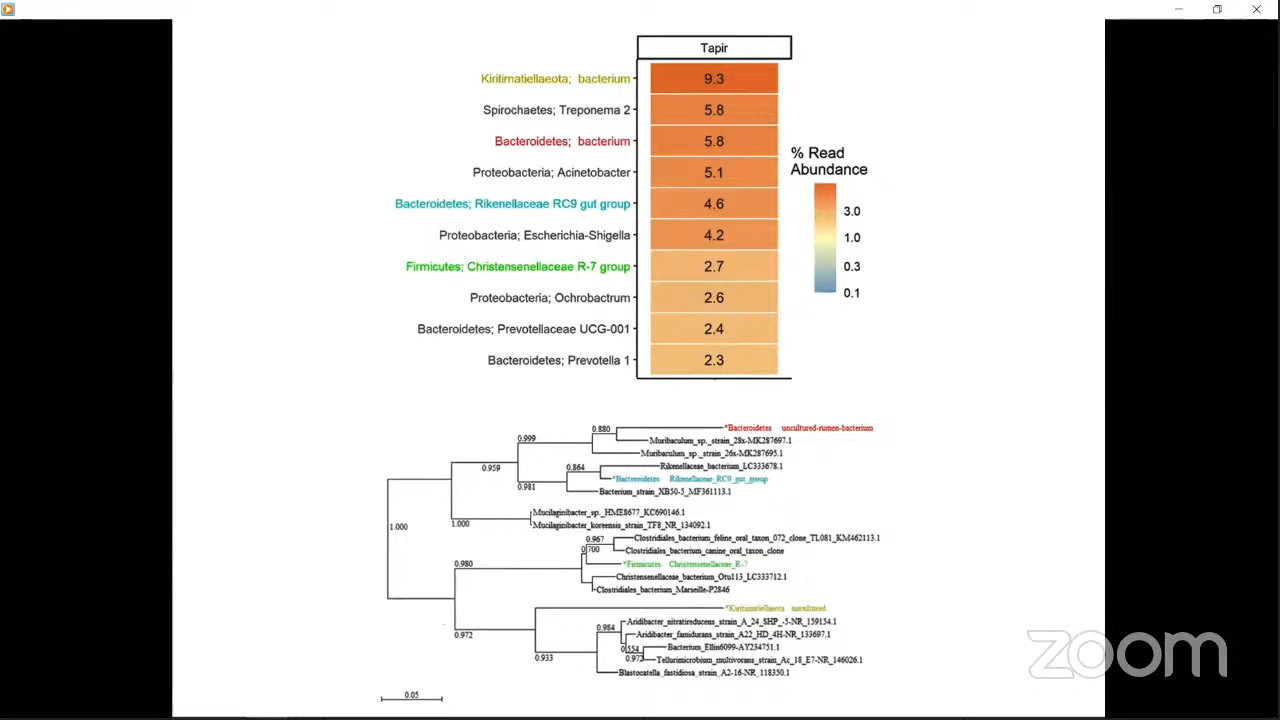 Tapir
Kiritimatiellaeota; bacterium 9.3
Spirochaetes; Treponema 2 5.8
Bacteroidetes; bacterium 5.8
Proteobacteria; Acinetobacter 5.1
Bacteroidetes; Rikenellaceae RC9 gut group 4.6
Proteobacteria; Escherichia-Shigella 4.2
Firmicutes; Christensenellaceae R-7 group 2.7
Proteobacteria; Ochrobactrum 2.6
Bacteroidetes; Prevotellaceae UCG-001 2.4
Bacteroidetes; Prevotella 1 2.3
% Read
Abundance
3.0
1.0
0.3
0.1
0.880 *Bacteroidetes uncultured-rumen-bacterium
0.999 Muribaculum_sp._strain_28x-MK287697.1
Muribaculum_sp._strain_26x-MK287695.1
0.959 0.864 Rikenellaceae_bacterium_LC333678.1
*Bacteroidetes Rikenellaceae_RC9_gut_group
0.981 Bacterium_strain_XB50-5_MF361113.1
Mucilaginibacter_sp._HME8677_KC690146.1
1.000 1.000 Mucilaginibacter_koreensis_strain_TF8_NR_134092.1
0.967 Clostridiales_bacterium_feline_oral_taxon_072_clone_TL081_KM462113.1
0.700 Clostridiales_bacterium_canine_oral_taxon_clone
0.980 *Firmicutes Christensenellaceae_R-7
Christensenellaceae_bacterium_Otu113_LC333712.1
Clostridiales_bacterium_Marseille-P2846
*Kiritimatiellaeota uncultured
0.984 Aridibacter_nitratireducens_strain_A_24_SHP_-5-NR_159154.1
0.972 Aridibacter_famidurans_strain_A22_HD_4H-NR_133697.1
0.554 Bacterium_Ellin6099-AY234751.1
0.933 0.972 Tellurimicrobium_multivorans_strain_Ac_18_E7-NR_146026.1
Blastocatella_fastidiosa_strain_A2-16-NR_118350.1
0.05
zoom